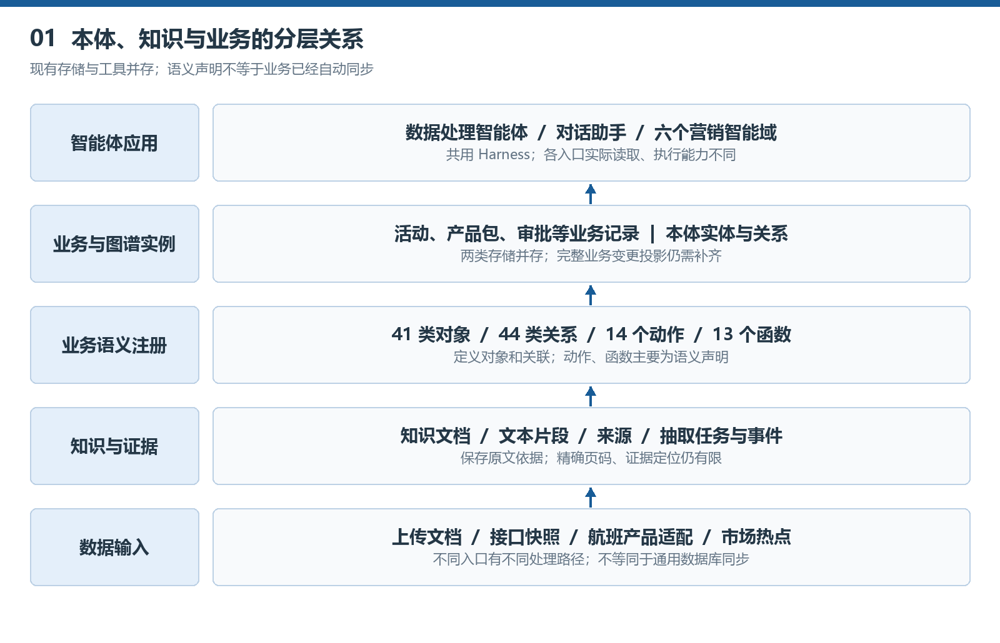 01 本体、知识与业务的分层关系
现有存储与工具并存；语义声明不等于业务已经自动同步
智能体应用
数据处理智能体 / 对话助手 / 六个营销智能域
共用 Harness；各入口实际读取、执行能力不同
业务与图谱实例
活动、产品包、审批等业务记录 | 本体实体与关系
两类存储并存；完整业务变更投影仍需补齐
业务语义注册
41 类对象 / 44 类关系 / 14 个动作 / 13 个函数
定义对象和关联；动作、函数主要为语义声明
知识与证据
知识文档 / 文本片段 / 来源 / 抽取任务与事件
保存原文依据；精确页码、证据定位仍有限
数据输入
上传文档 / 接口快照 / 航班产品适配 / 市场热点
不同入口有不同处理路径；不等同于通用数据库同步